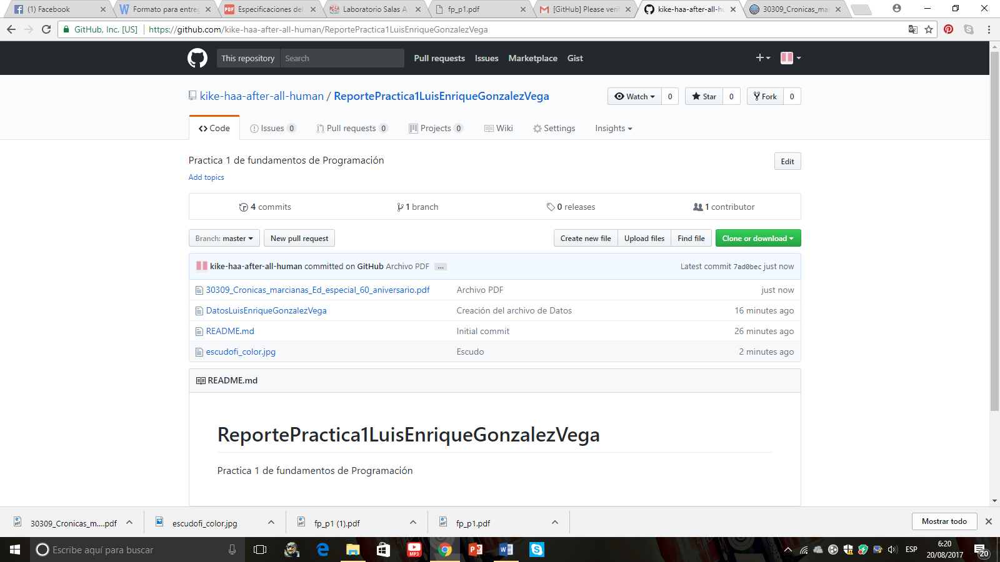 (1) Facebook
Formato para entreg
Especificaciones del
Laboratorio Salas A
fp_p1.pdf
[GitHub] Please verif
kike-haa-after-all-hu
30309_Cronicas_mar
GitHub, Inc. [US]
https://github.com/kike-haa-after-all-human/ReportePractica1LuisEnriqueGonzalezVega
This repository
Search
Pull requests
Issues
Marketplace
Gist
kike-haa-after-all-human / ReportePractica1LuisEnriqueGonzalezVega
Watch 0
Star 0
Fork 0
Code
Issues 0
Pull requests 0
Projects 0
Wiki
Settings
Insights
Practica 1 de fundamentos de Programación
Edit
Add topics
4 commits
1 branch
0 releases
1 contributor
Branch: master
New pull request
Create new file
Upload files
Find file
Clone or download
kike-haa-after-all-human committed on GitHub Archivo PDF ...
Latest commit 7ad0bec just now
30309_Cronicas_marcianas_Ed_especial_60_aniversario.pdf
Archivo PDF
just now
DatosLuisEnriqueGonzalezVega
Creación del archivo de Datos
16 minutes ago
README.md
Initial commit
26 minutes ago
escudofi_color.jpg
Escudo
2 minutes ago
README.md
ReportePractica1LuisEnriqueGonzalezVega
Practica 1 de fundamentos de Programación
30309_Cronicas_m....pdf
escudofi_color.jpg
fp_p1 (1).pdf
fp_p1.pdf
Mostrar todo
Escribe aquí para buscar
MP3
ESP
6:20
20/08/2017
20